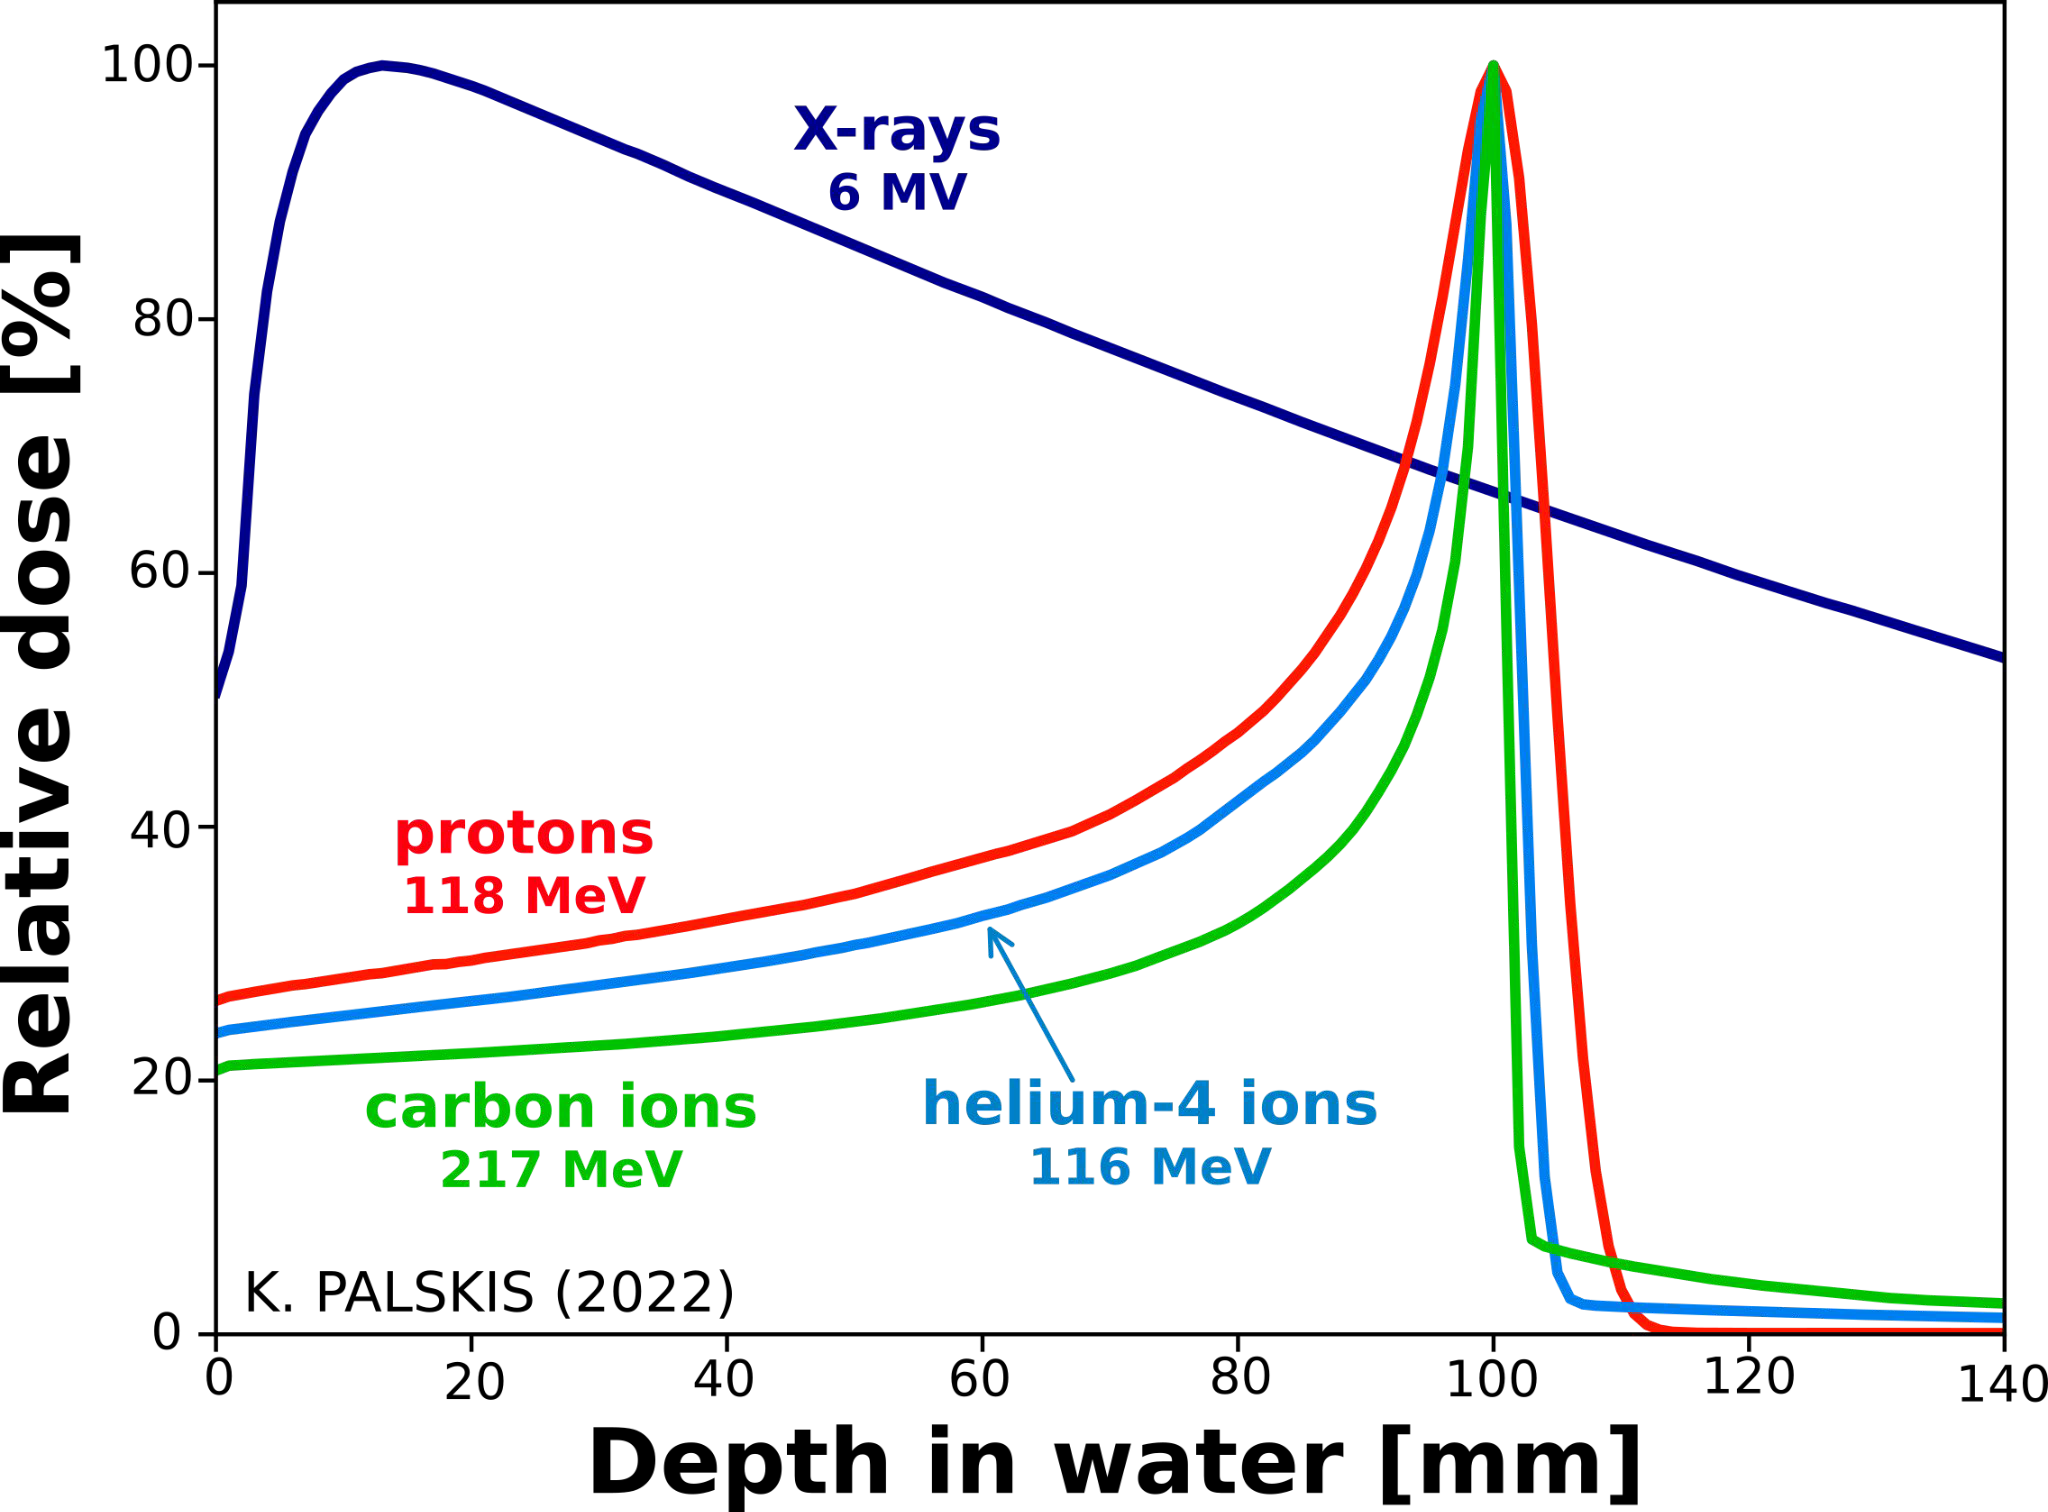 Relative dose [%]
100
80
60
40
20
0
X-rays
6 MV
protons
118 MeV
carbon ions
217 MeV
helium-4 ions
116 MeV
K. PALSKIS (2022)
0 20 40 60 80 100 120 140
Depth in water [mm]